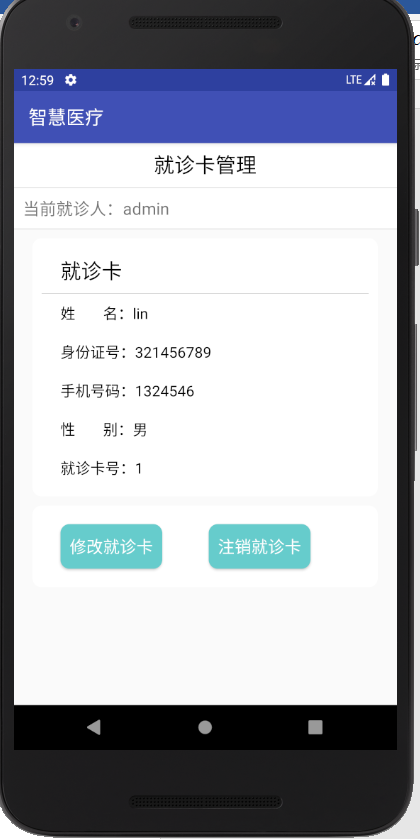 12:59 LTE
智慧医疗
就诊卡管理
当前就诊人：admin
就诊卡
姓 名：lin
身份证号：321456789
手机号码：1324546
性 别：男
就诊卡号：1
修改就诊卡 注销就诊卡